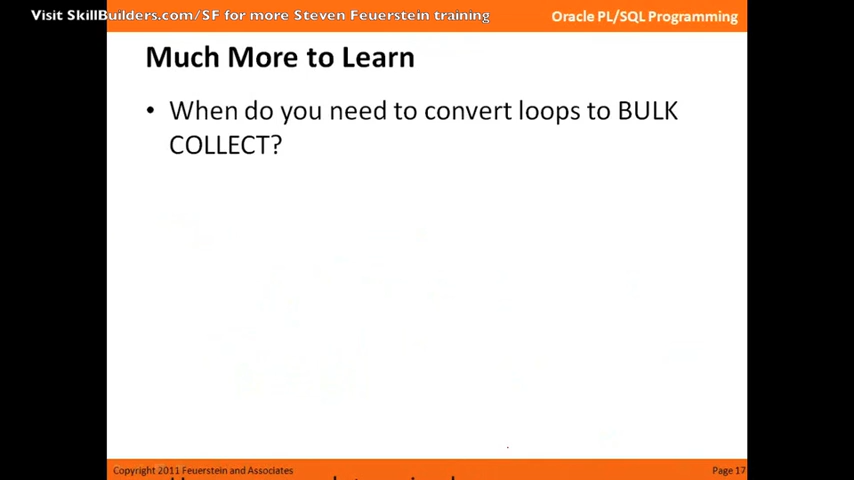 Visit SkillBuilders.com/SF for more Steven Feuerstein training
Oracle PL/SQL Programming
Much More to Learn
• When do you need to convert loops to BULK
COLLECT?
Copyright 2011 Feuerstein and Associates
Page 17